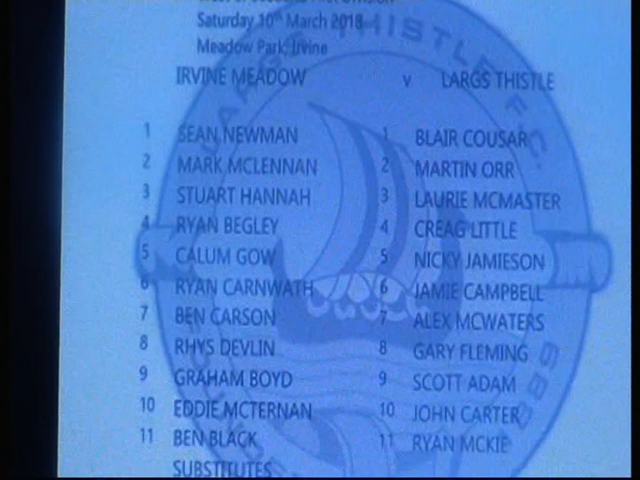 Saturday 10th March 2018
Meadow Park, Irvine
IRVINE MEADOW v LARGS THISTLE
1 SEAN NEWMAN 1 BLAIR COUSAR
2 MARK MCLENNAN 2 MARTIN ORR
3 STUART HANNAH 3 LAURIE MCMASTER
4 RYAN BEGLEY 4 CREAG LITTLE
5 CALUM GOW 5 NICKY JAMIESON
6 RYAN CARNWATH 6 JAMIE CAMPBELL
7 BEN CARSON 7 ALEX MCWATERS
8 RHYS DEVLIN 8 GARY FLEMING
9 GRAHAM BOYD 9 SCOTT ADAM
10 EDDIE MCTERNAN 10 JOHN CARTER
11 BEN BLACK 11 RYAN MCKIE
SUBSTITUTES
LARGS THISTLE F.C.